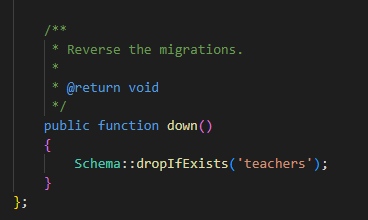 /**
 * Reverse the migrations.
 *
 * @return void
 */
public function down()
{
    Schema::dropIfExists('teachers');
}
};